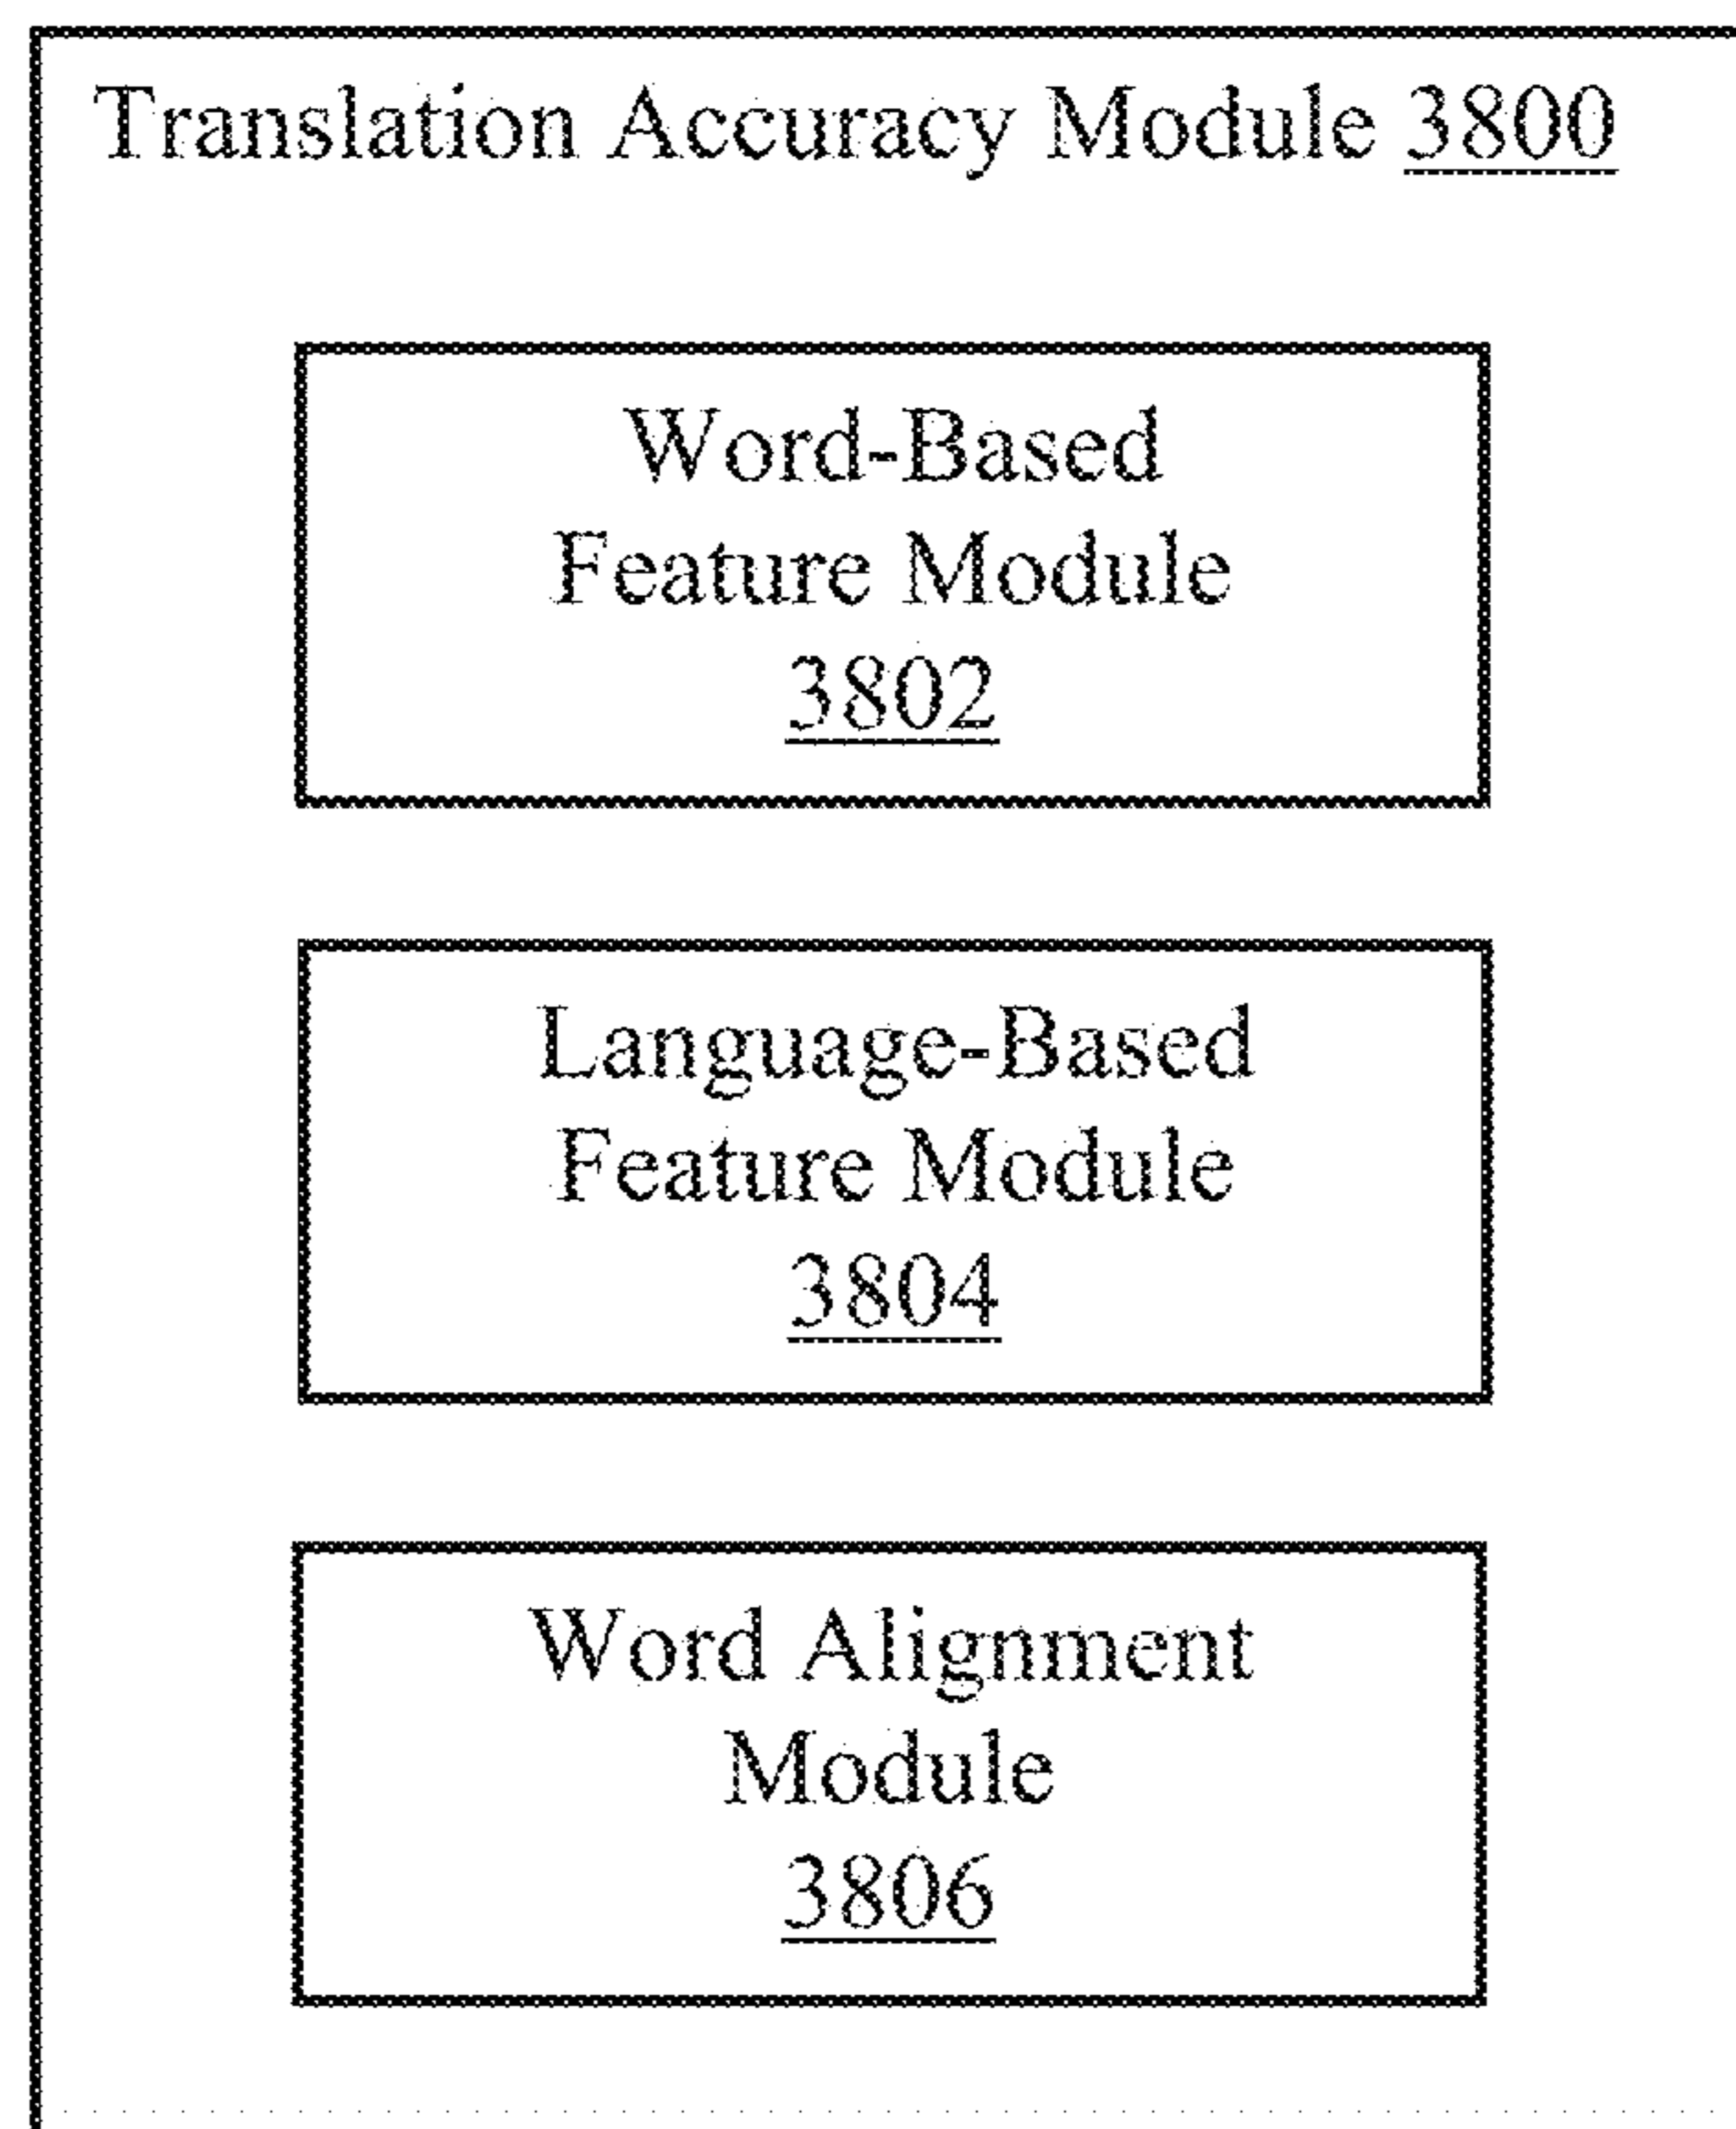 Translation Accuracy Module 3800
Word-Based
Feature Module
3802
Language-Based
Feature Module
3804
Word Alignment
Module
3806